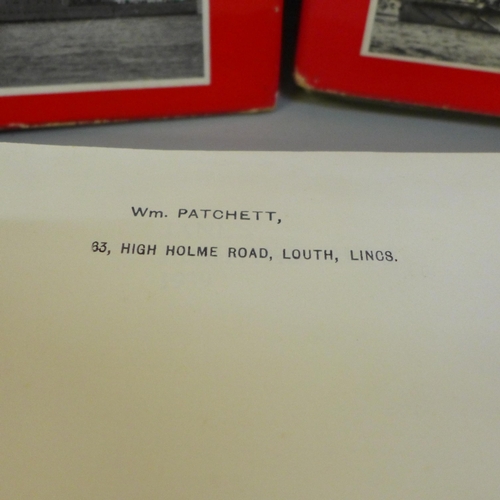 Wm. PATCHETT,
63, HIGH HOLME ROAD, LOUTH, LINCS.